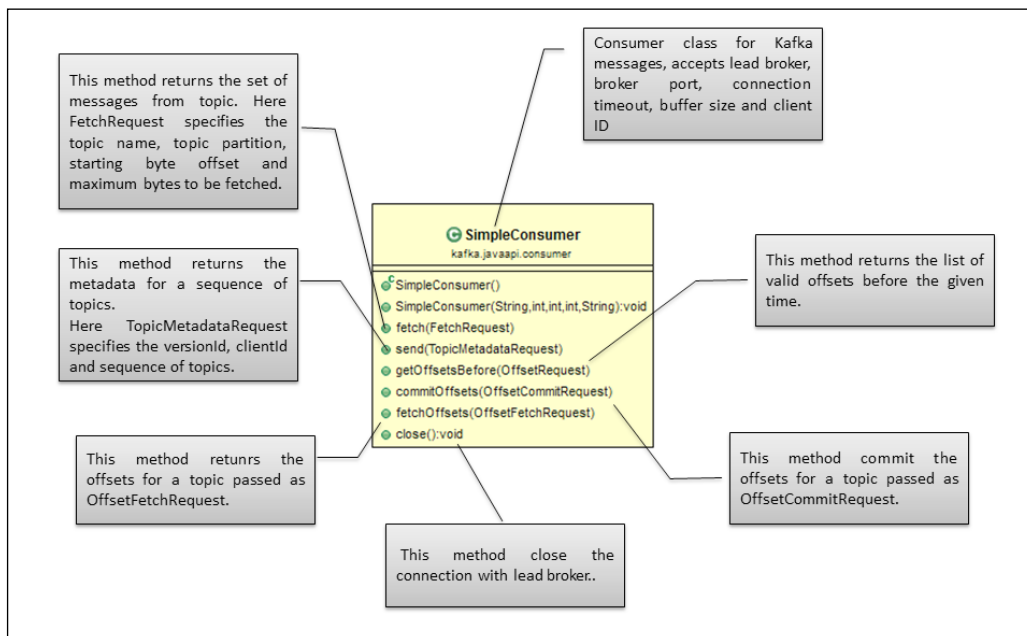 Consumer class for Kafka
messages, accepts lead broker,
broker port, connection
timeout, buffer size and client
ID
This method returns the set of
messages from topic. Here
FetchRequest specifies the
topic name, topic partition,
starting byte offset and
maximum bytes to be fetched.
C SimpleConsumer
kafka.javaapi.consumer
C SimpleConsumer()
SimpleConsumer(String,int,int,int,String):void
fetch(FetchRequest)
send(TopicMetadataRequest)
getOffsetsBefore(OffsetRequest)
commitOffsets(OffsetCommitRequest)
fetchOffsets(OffsetFetchRequest)
close():void
This method returns the
metadata for a sequence of
topics.
Here TopicMetadataRequest
specifies the versionId, clientId
and sequence of topics.
This method returns the list of
valid offsets before the given
time.
This method retunrs the
offsets for a topic passed as
OffsetFetchRequest.
This method commit the
offsets for a topic passed as
OffsetCommitRequest.
This method close the
connection with lead broker..